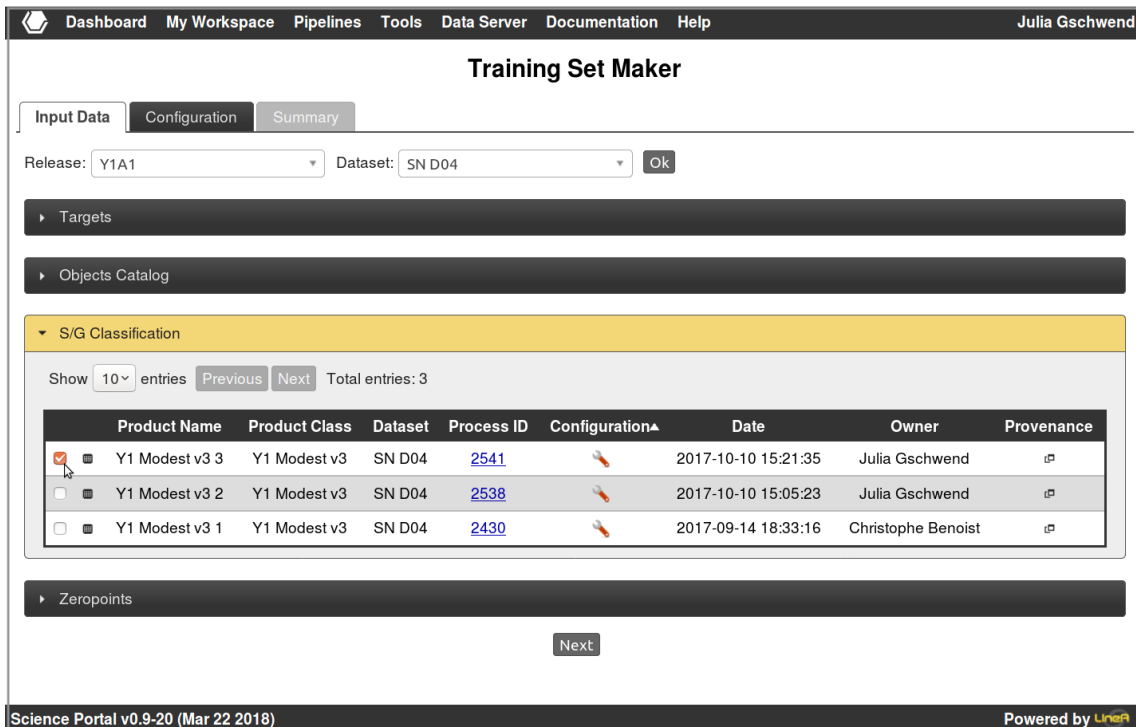 Dashboard My Workspace Pipelines Tools Data Server Documentation Help Julia Gschwend
Training Set Maker
Input Data Configuration Summary
Release: Y1A1 Dataset: SN D04 Ok
Targets
Objects Catalog
S/G Classification
Show 10 entries Previous Next Total entries: 3
Product Name Product Class Dataset Process ID Configuration Date Owner Provenance
Y1 Modest v3 3 Y1 Modest v3 SN D04 2541 2017-10-10 15:21:35 Julia Gschwend
Y1 Modest v3 2 Y1 Modest v3 SN D04 2538 2017-10-10 15:05:23 Julia Gschwend
Y1 Modest v3 1 Y1 Modest v3 SN D04 2430 2017-09-14 18:33:16 Christophe Benoist
Zeropoints
Next
Science Portal v0.9-20 (Mar 22 2018) Powered by LIneA